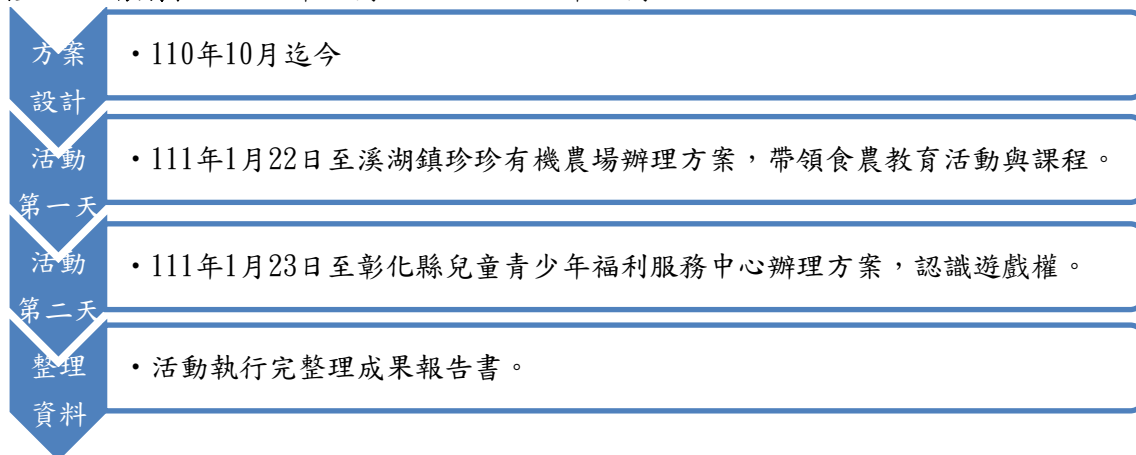 方案
設計
・110年10月迄今
活動
第一天
・111年1月22日至溪湖鎮珍珍有機農場辦理方案，帶領食農教育活動與課程。
活動
第二天
・111年1月23日至彰化縣兒童青少年福利服務中心辦理方案，認識遊戲權。
整理
資料
・活動執行完整理成果報告書。